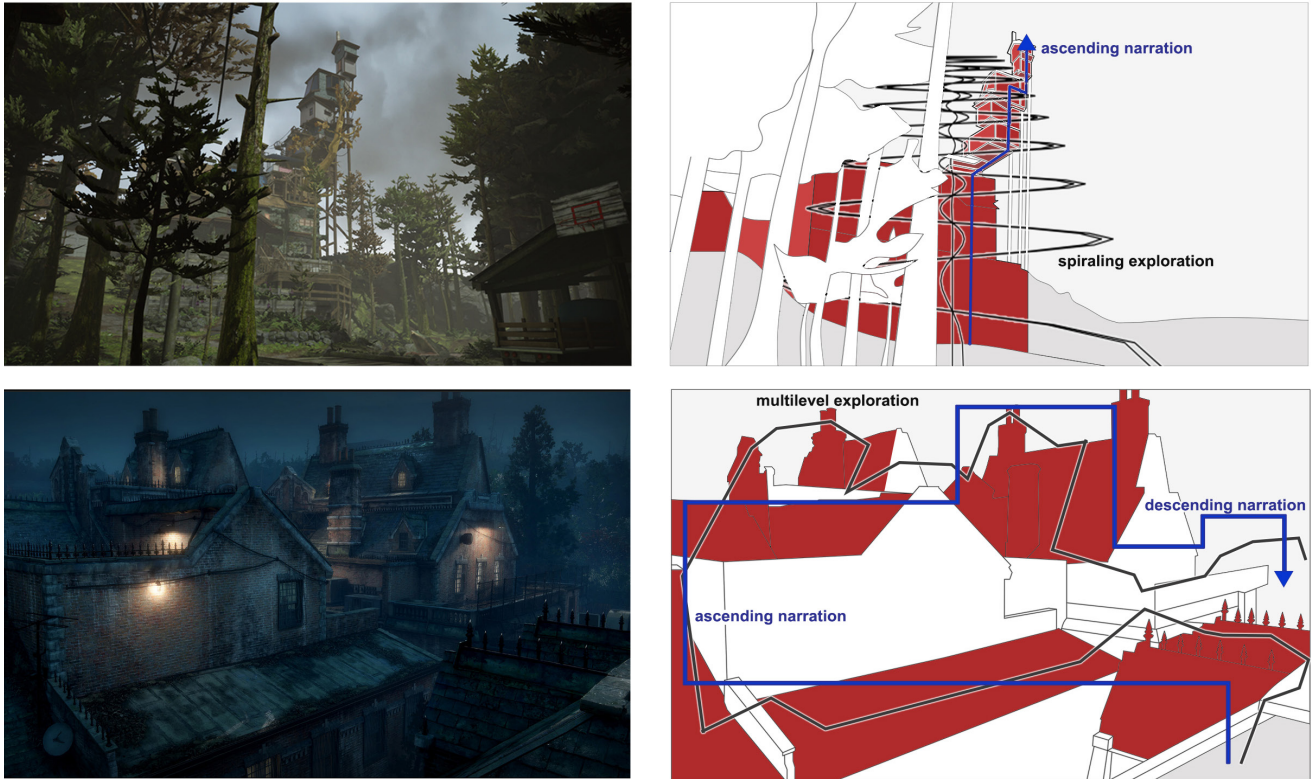 ascending narration
spiraling exploration
multilevel exploration
descending narration
ascending narration